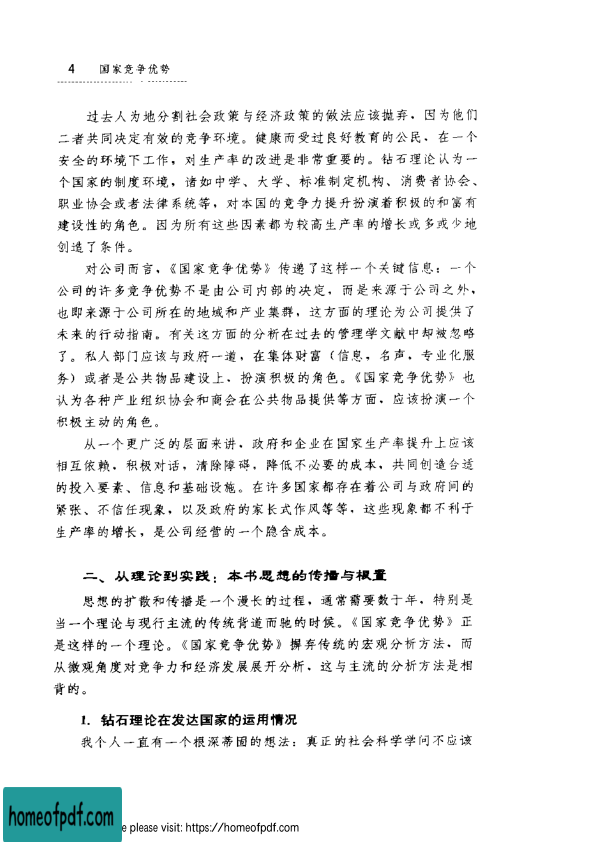 4 国家竞争优势
过去人为地分割社会政策与经济政策的做法应该抛弃，因为他们
二者共同决定有效的竞争环境。健康而受过良好教育的公民、在一个
安全的环境下工作，对生产率的改进是非常重要的。钻石理论认为一
个国家的制度环境，诸如中学、大学、标准制定机构、消费者协会、
职业协会或者法律系统等，对本国的竞争力提升扮演着积极的和富有
建设性的角色。因为所有这些因素都为较高生产率的增长或多或少地
创造了条件。
对公司而言，《国家竞争优势》传递了这样一个关键信息：一个
公司的许多竞争优势不是由公司内部的决定，而是来源于公司之外，
也即来源于公司所在的地域和产业集群，这方面的理论为公司提供了
未来的行动指南。有关这方面的分析在过去的管理学文献中却被忽略
了。私人部门应该与政府一道，在集体财富（信息，名声、专业化服
务）或者是公共物品建设上，扮演积极的角色。《国家竞争优势》也
认为各种产业组织协会和商会在公共物品提供等方面，应该扮演一个
积极主动的角色。
从一个更广泛的层面来讲，政府和企业在国家生产率提升上应该
相互依赖，积极对话，清除障碍，降低不必要的成本，共同创造合适
的投入要素、信息和基础设施。在许多国家都存在着公司与政府间的
紧张、不信任现象，以及政府的家长式作风等等，这些现象都不利于
生产率的增长，是公司经营的一个隐含成本。
二、从理论到实践：本书思想的传播与根置
思想的扩散和传播是一个漫长的过程，通常需要数十年，特别是
当一个理论与现行主流的传统背道而驰的时候。《国家竞争优势》正
是这样的一个理论。《国家竞争优势》摒弃传统的宏观分析方法，而
从微观角度对竞争力和经济发展展开分析，这与主流的分析方法是相
背的。
1. 钻石理论在发达国家的运用情况
我个人一直有一个根深蒂固的想法：真正的社会科学学问不应该
homeofpdf.com
e please visit: https://homeofpdf.com